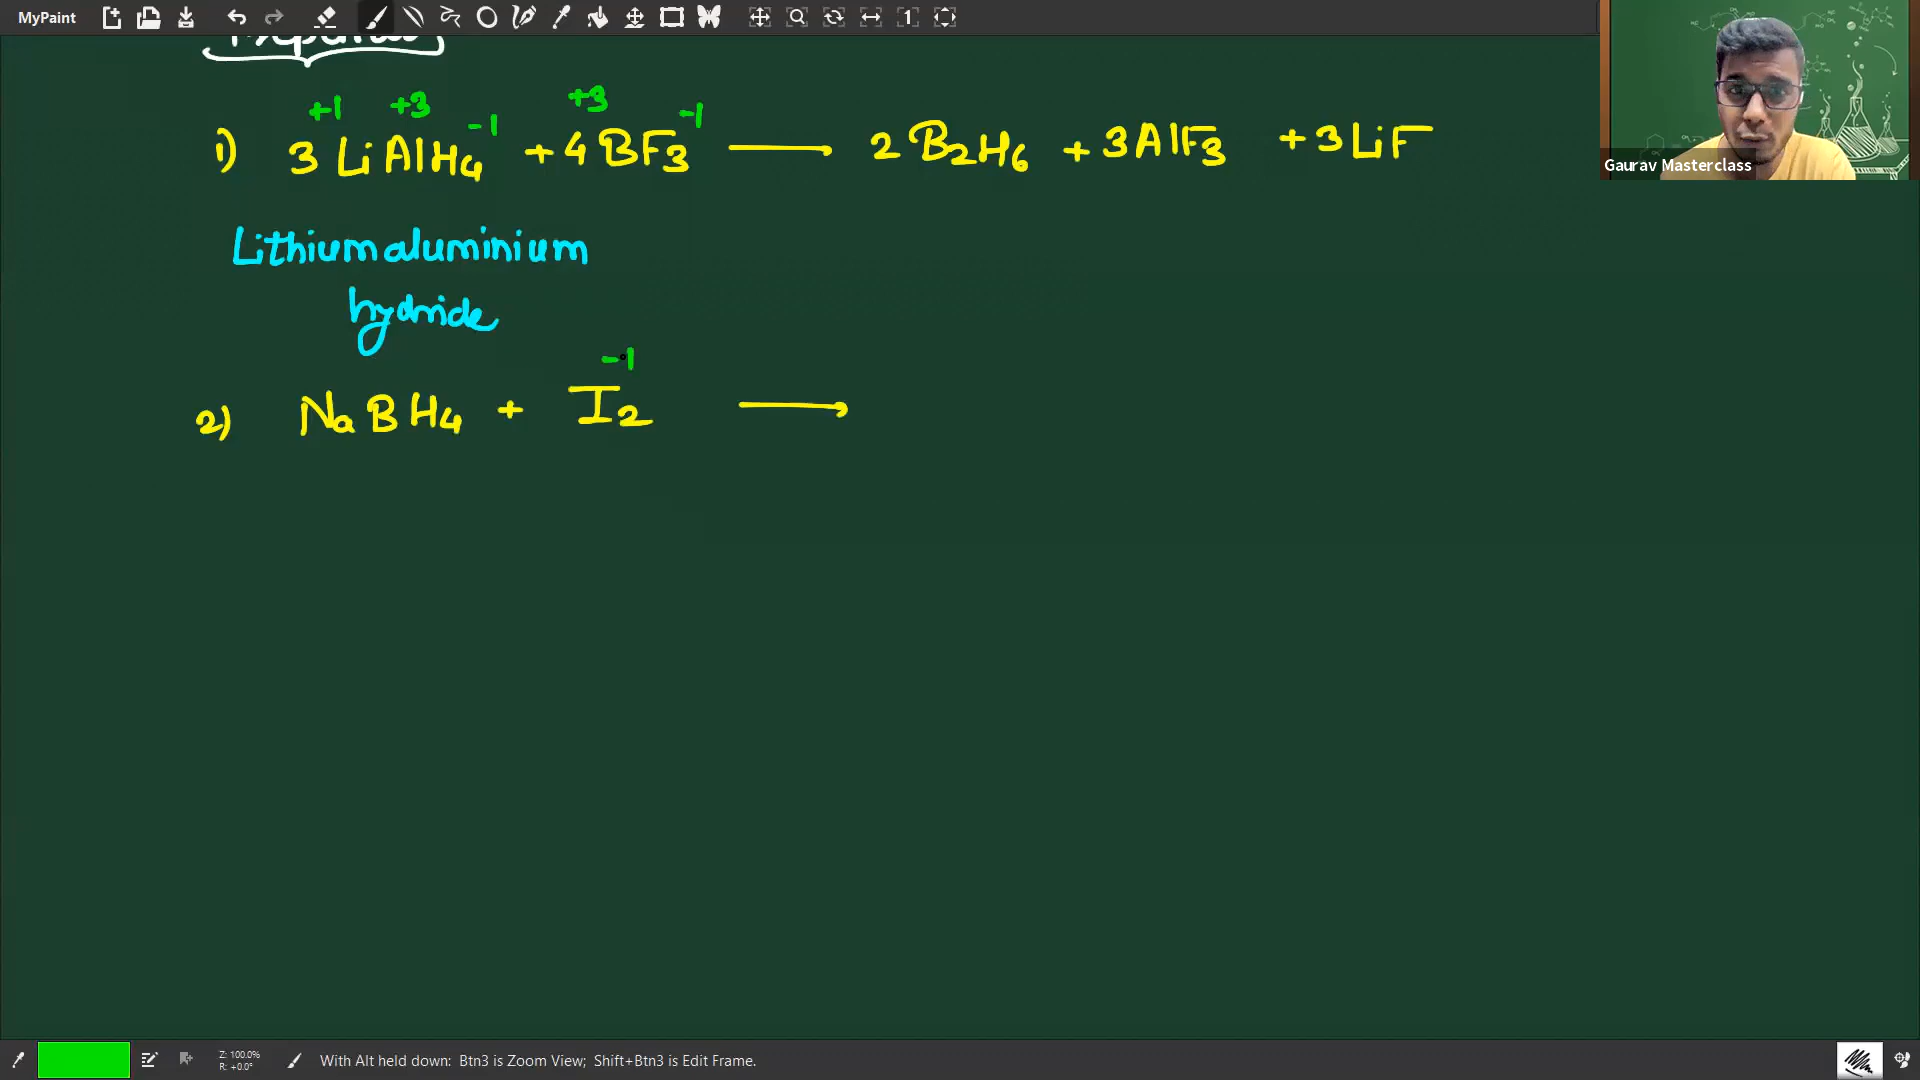 MyPaint
+1 +3 -1 +3 -1
1) 3 LiAlH4 + 4 BF3 ⟶ 2 B2H6 + 3 AlF3 + 3 LiF
Gaurav Masterclass
Lithium aluminium
hydride
-1
2) NaBH4 + I2 ⟶
Z: 100.0%
R: +0.0°
With Alt held down: Btn3 is Zoom View; Shift+Btn3 is Edit Frame.